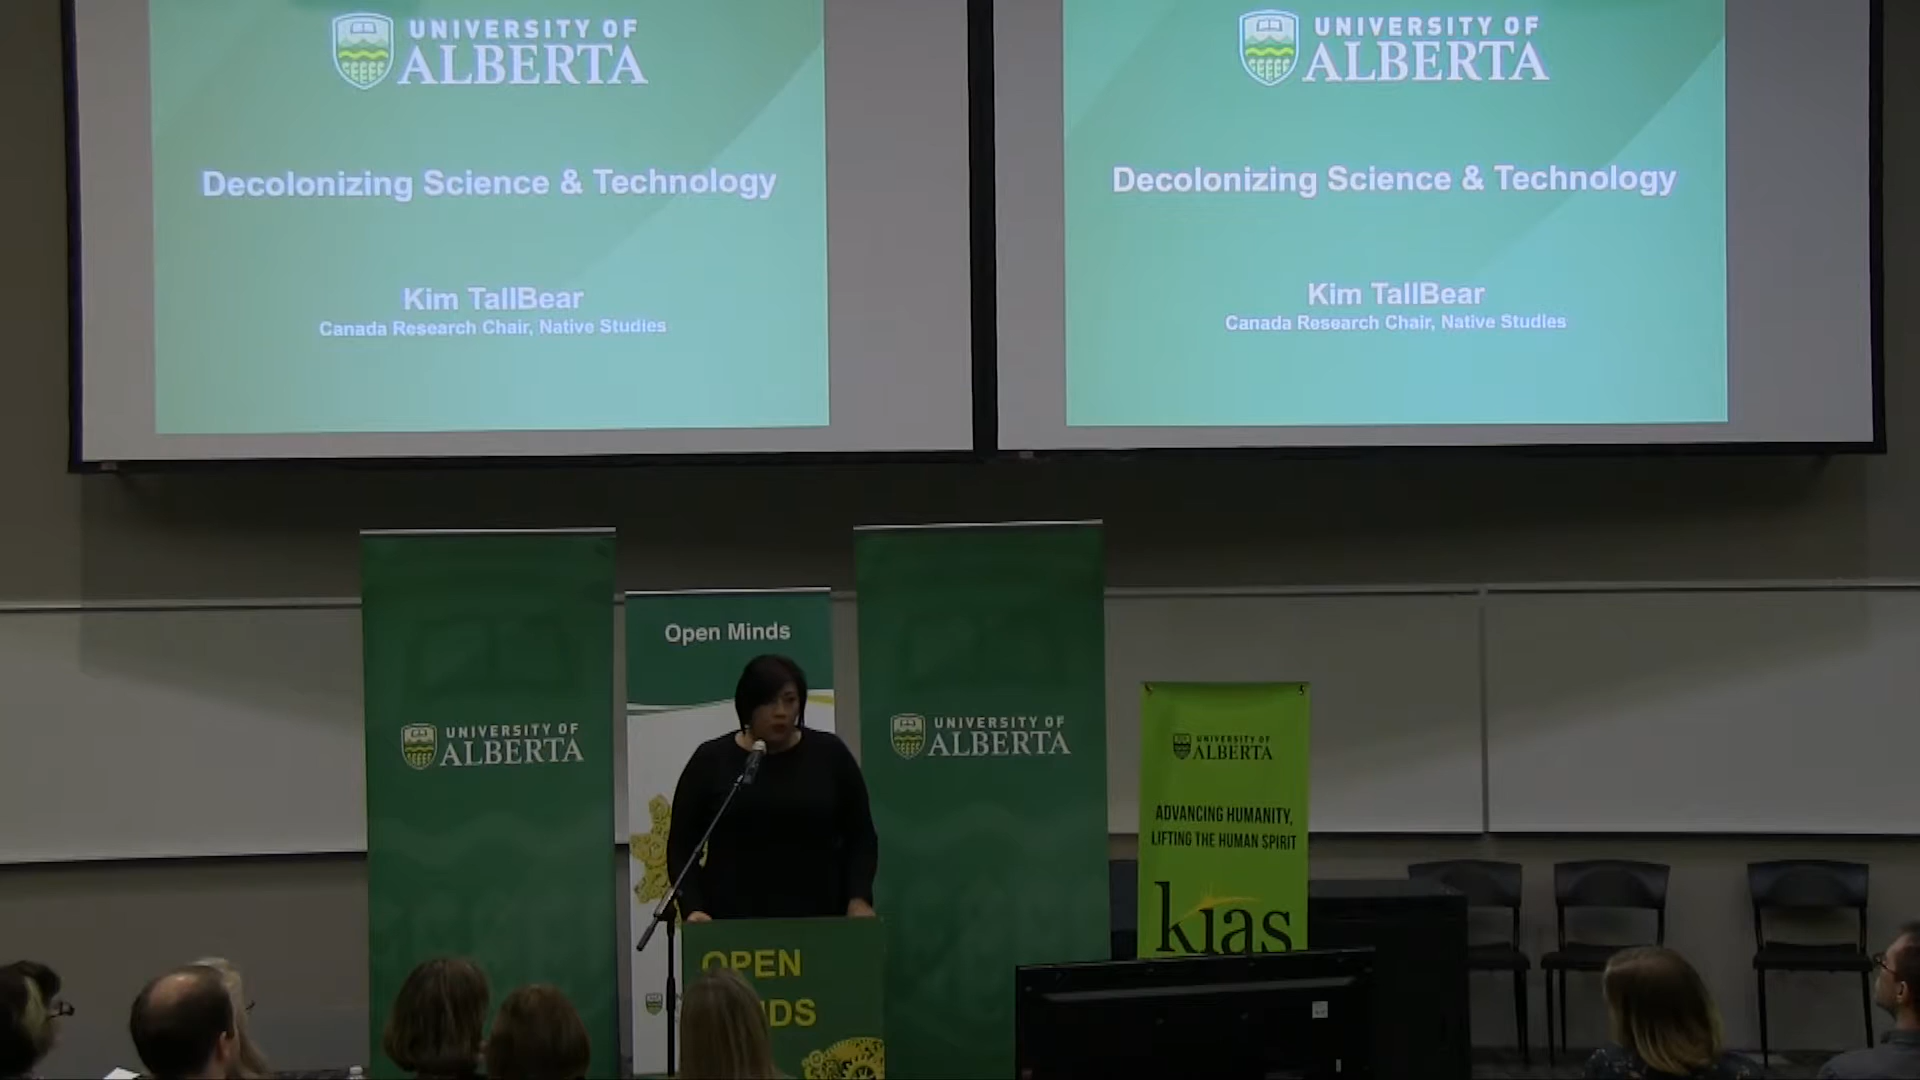 UNIVERSITY OF
ALBERTA
Decolonizing Science & Technology
Kim TallBear
Canada Research Chair, Native Studies
UNIVERSITY OF
ALBERTA
Decolonizing Science & Technology
Kim TallBear
Canada Research Chair, Native Studies
Open Minds
UNIVERSITY OF
ALBERTA
UNIVERSITY OF
ALBERTA
UNIVERSITY OF
ALBERTA
ADVANCING HUMANITY,
LIFTING THE HUMAN SPIRIT
kias
OPEN
NDS